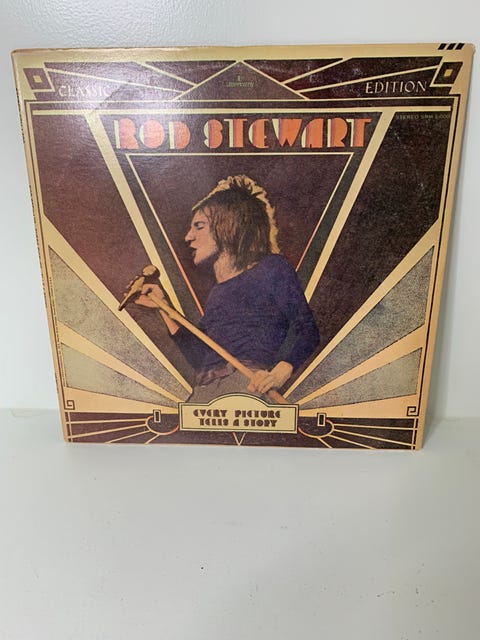 CLASSIC
EDITION
ROD STEWART
EVERY PICTURE
TELLS A STORY